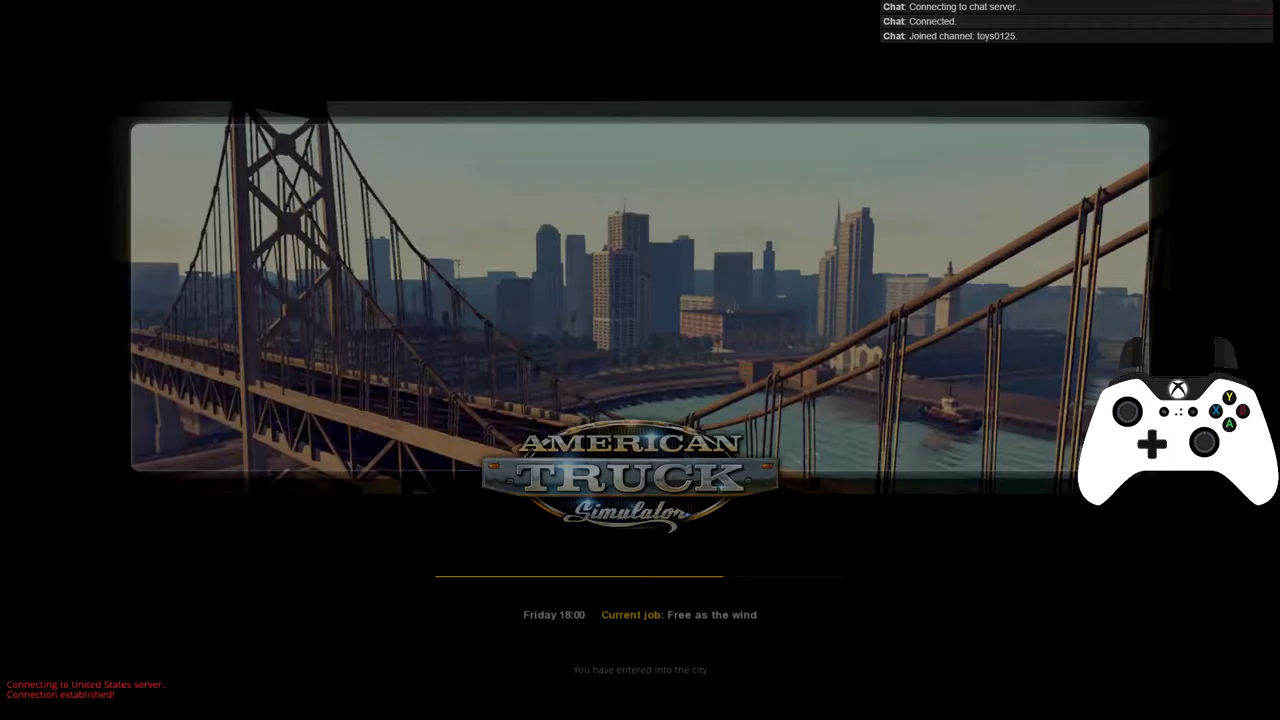 Chat: Connecting to chat server..
Chat: Connected.
Chat: Joined channel: toys0125.
AMERICAN
TRUCK
Simulator
Y
X
B
A
Friday 18:00 Current job: Free as the wind
You have entered into the city
Connecting to United States server..
Connection established!